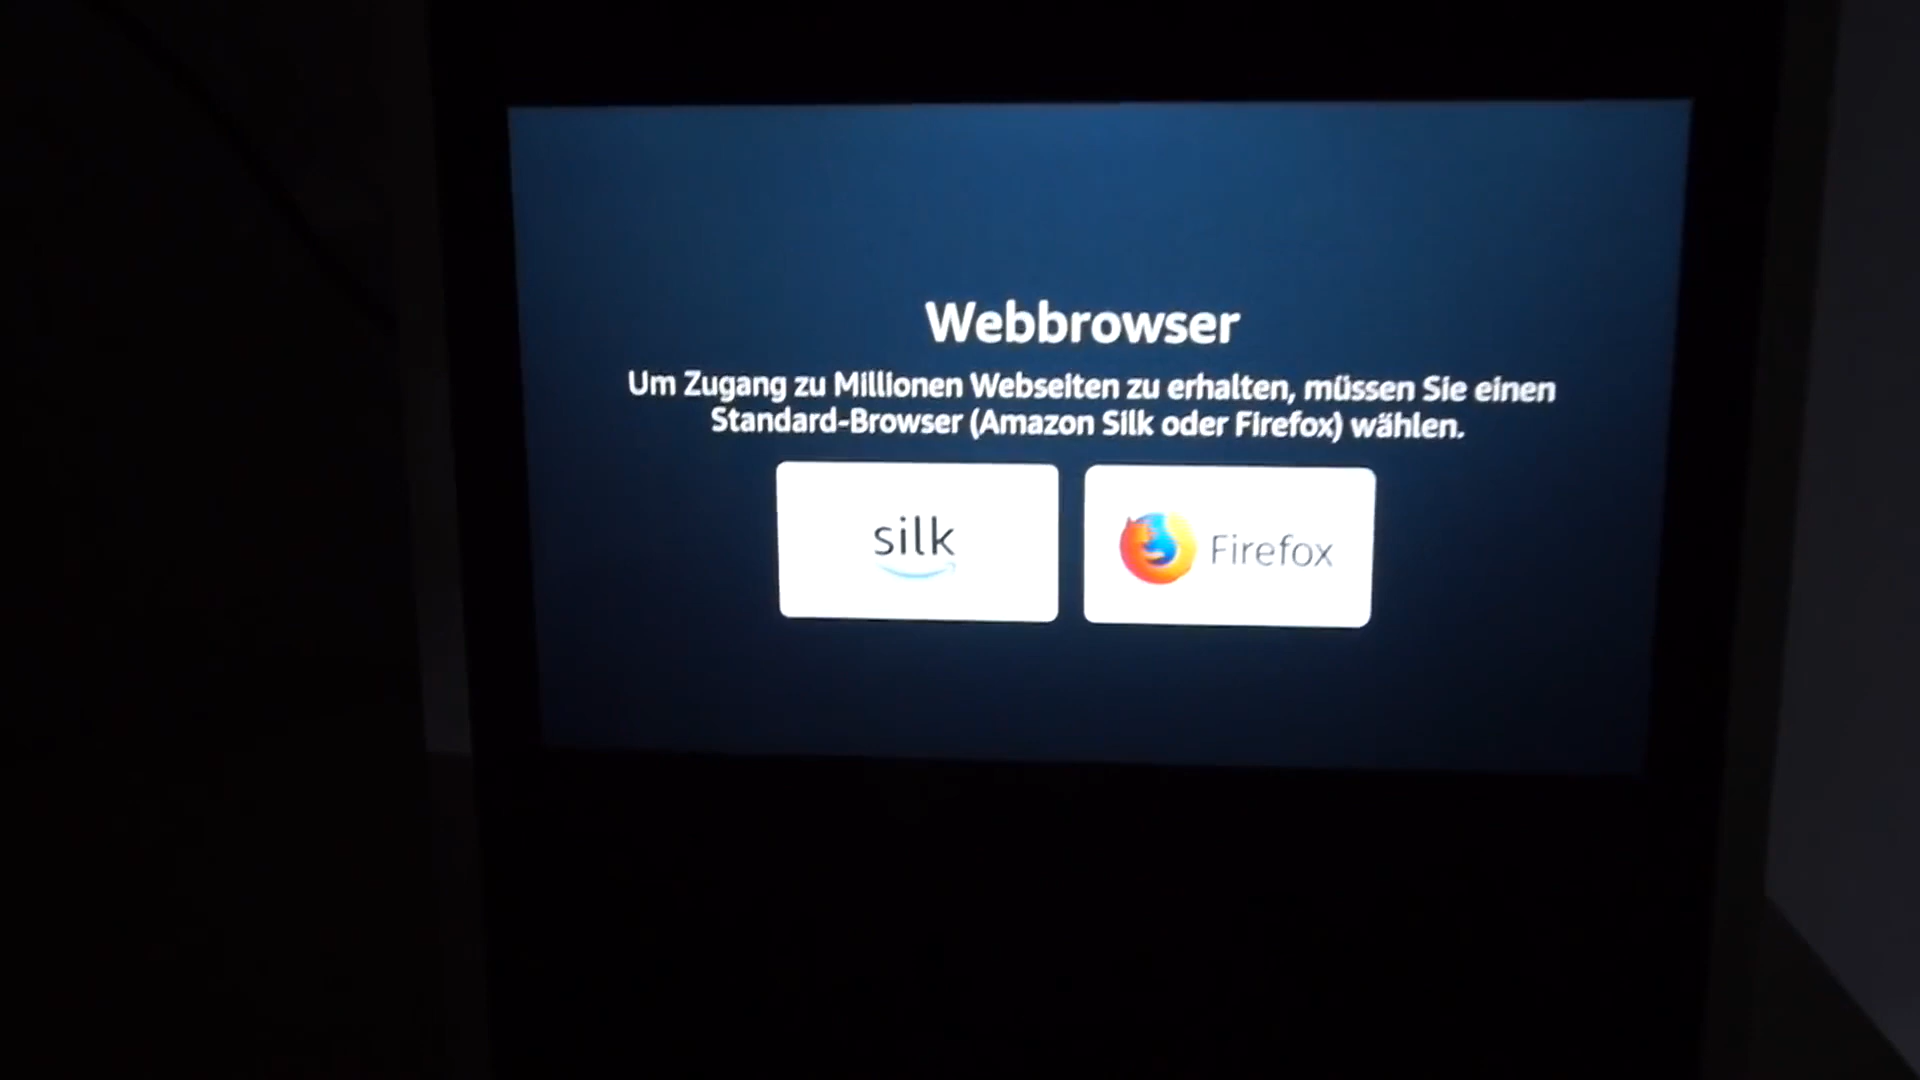 Webbrowser
Um Zugang zu Millionen Webseiten zu erhalten, müssen Sie einen
Standard-Browser (Amazon Silk oder Firefox) wählen.
silk
Firefox